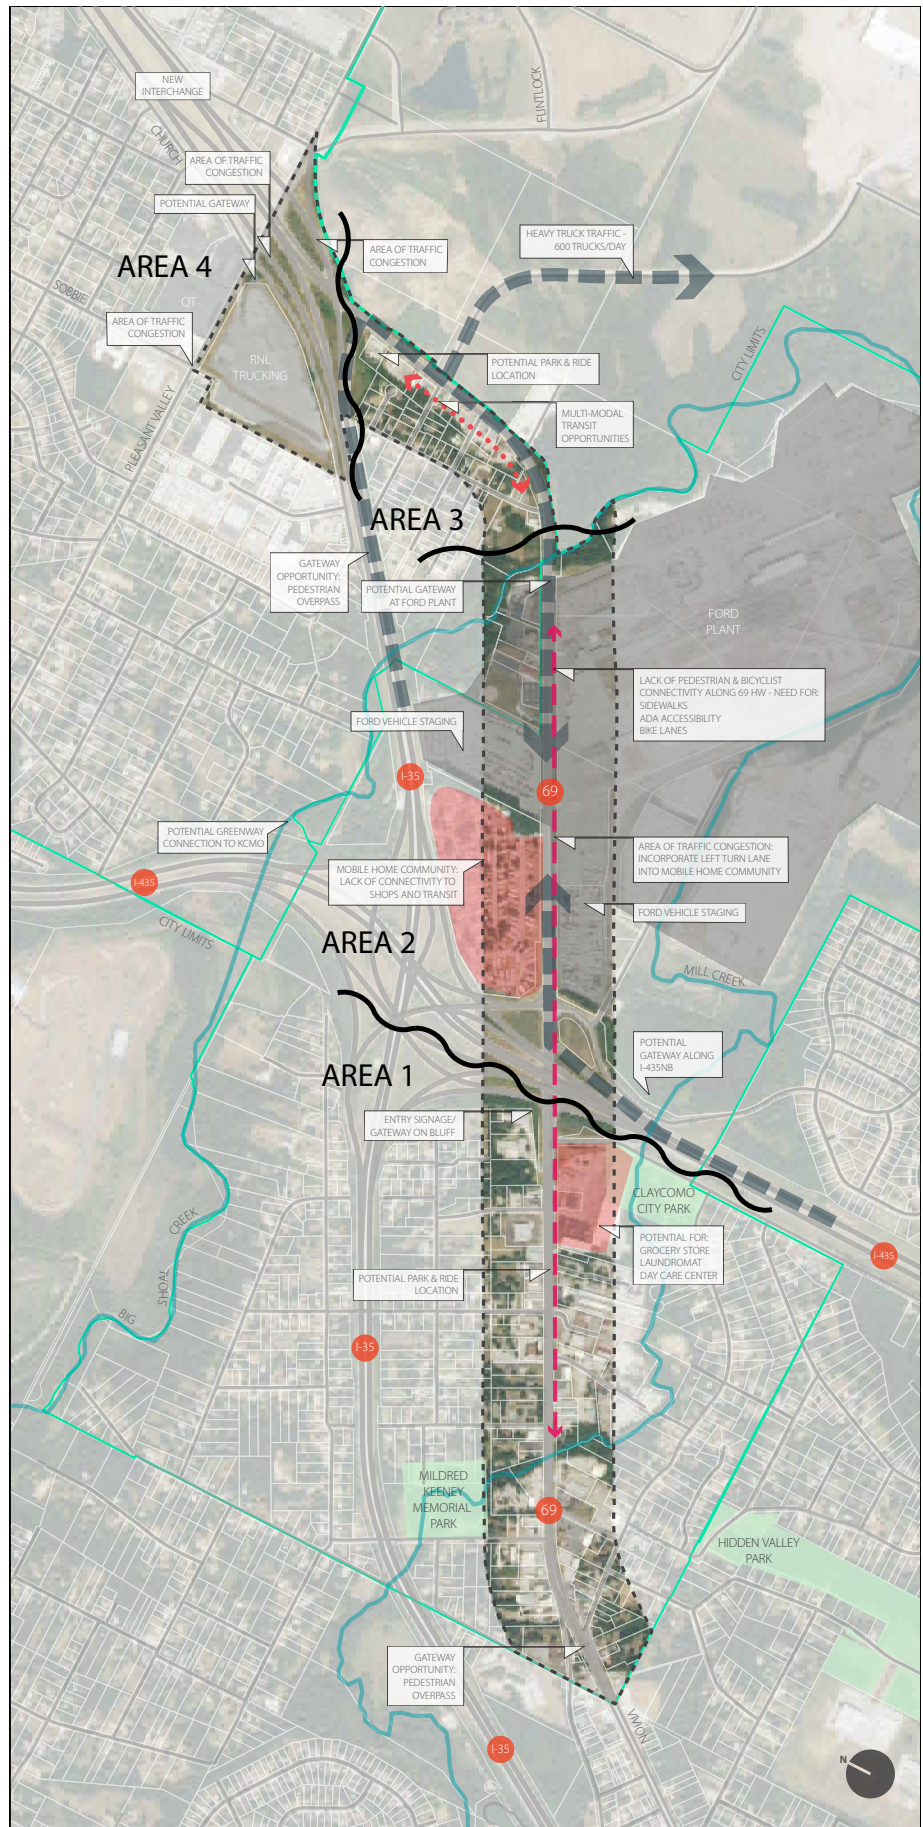 NEW
INTERCHANGE
FLINTLOCK
CHURCH
AREA OF TRAFFIC
CONGESTION
POTENTIAL GATEWAY
HEAVY TRUCK TRAFFIC -
600 TRUCKS/DAY
AREA OF TRAFFIC
CONGESTION
AREA 4
SOBBIE
QT
AREA OF TRAFFIC
CONGESTION
RNL
TRUCKING
CITY LIMITS
POTENTIAL PARK & RIDE
LOCATION
PLEASANT VALLEY
MULTI-MODAL
TRANSIT
OPPORTUNITIES
AREA 3
GATEWAY
OPPORTUNITY:
PEDESTRIAN
OVERPASS
POTENTIAL GATEWAY
AT FORD PLANT
FORD
PLANT
LACK OF PEDESTRIAN & BICYCLIST
CONNECTIVITY ALONG 69 HW - NEED FOR:
SIDEWALKS
ADA ACCESSIBILITY
BIKE LANES
FORD VEHICLE STAGING
I-35
69
POTENTIAL GREENWAY
CONNECTION TO KCMO
AREA OF TRAFFIC CONGESTION:
INCORPORATE LEFT TURN LANE
INTO MOBILE HOME COMMUNITY
MOBILE HOME COMMUNITY:
LACK OF CONNECTIVITY TO
SHOPS AND TRANSIT
I-435
FORD VEHICLE STAGING
CITY LIMITS
AREA 2
MILL CREEK
POTENTIAL
GATEWAY ALONG
I-435NB
AREA 1
ENTRY SIGNAGE/
GATEWAY ON BLUFF
CLAYCOMO
CITY PARK
CREEK
SHOAL
BIG
POTENTIAL FOR:
GROCERY STORE
LAUNDROMAT
DAY CARE CENTER
I-435
POTENTIAL PARK & RIDE
LOCATION
I-35
MILDRED
KEENEY
MEMORIAL
PARK
69
HIDDEN VALLEY
PARK
GATEWAY
OPPORTUNITY:
PEDESTRIAN
OVERPASS
VIVION
I-35
N